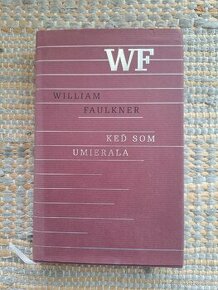 WF
WILLIAM
FAULKNER
KEĎ SOM
UMIERALA